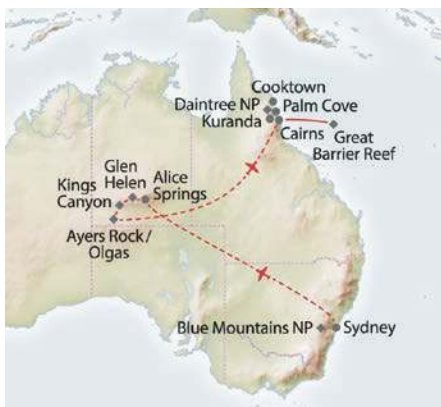 Cooktown
Daintree NP
Palm Cove
Kuranda
Cairns
Great
Barrier Reef
Glen
Helen
Alice
Springs
Kings
Canyon
Ayers Rock /
Olgas
Blue Mountains NP
Sydney